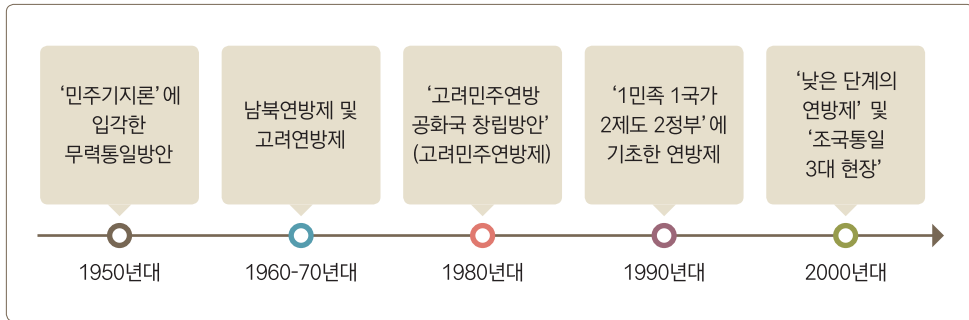 ‘민주기지론’에
입각한
무력통일방안
남북연방제 및
고려연방제
‘고려민주연방
공화국 창립방안’
(고려민주연방제)
‘1민족 1국가
2제도 2정부’에
기초한 연방제
‘낮은 단계의
연방제’ 및
‘조국통일
3대 현장’
1950년대
1960-70년대
1980년대
1990년대
2000년대